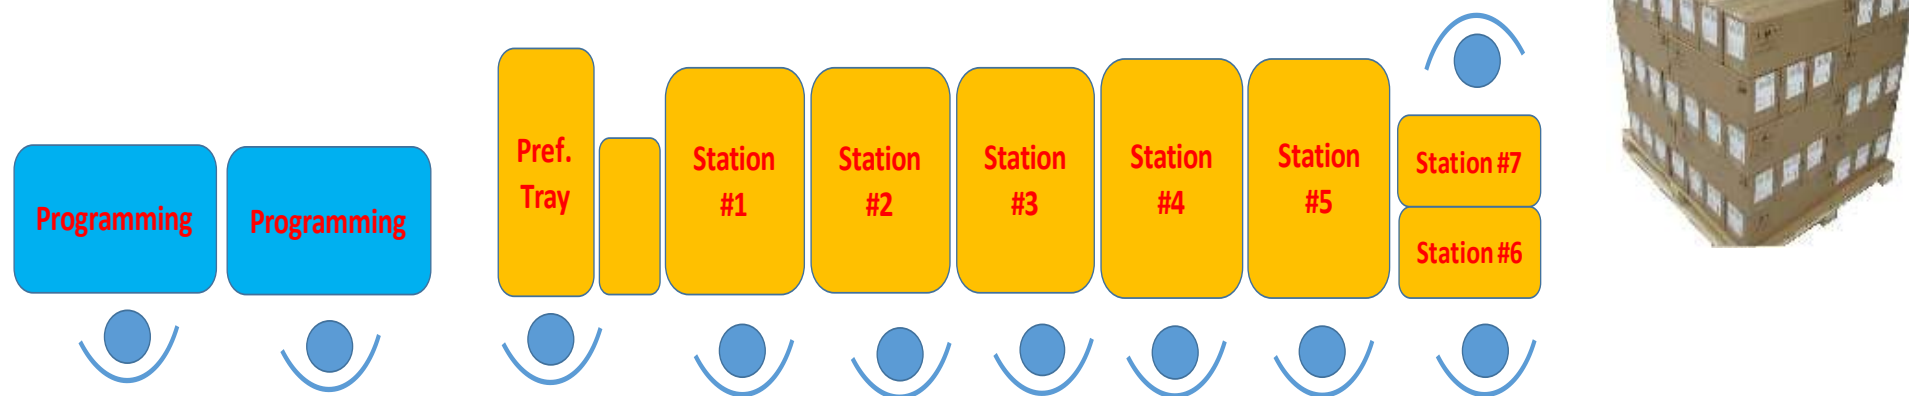 Programming
Programming
Pref.
Tray
Station
#1
Station
#2
Station
#3
Station
#4
Station
#5
Station #7
Station #6